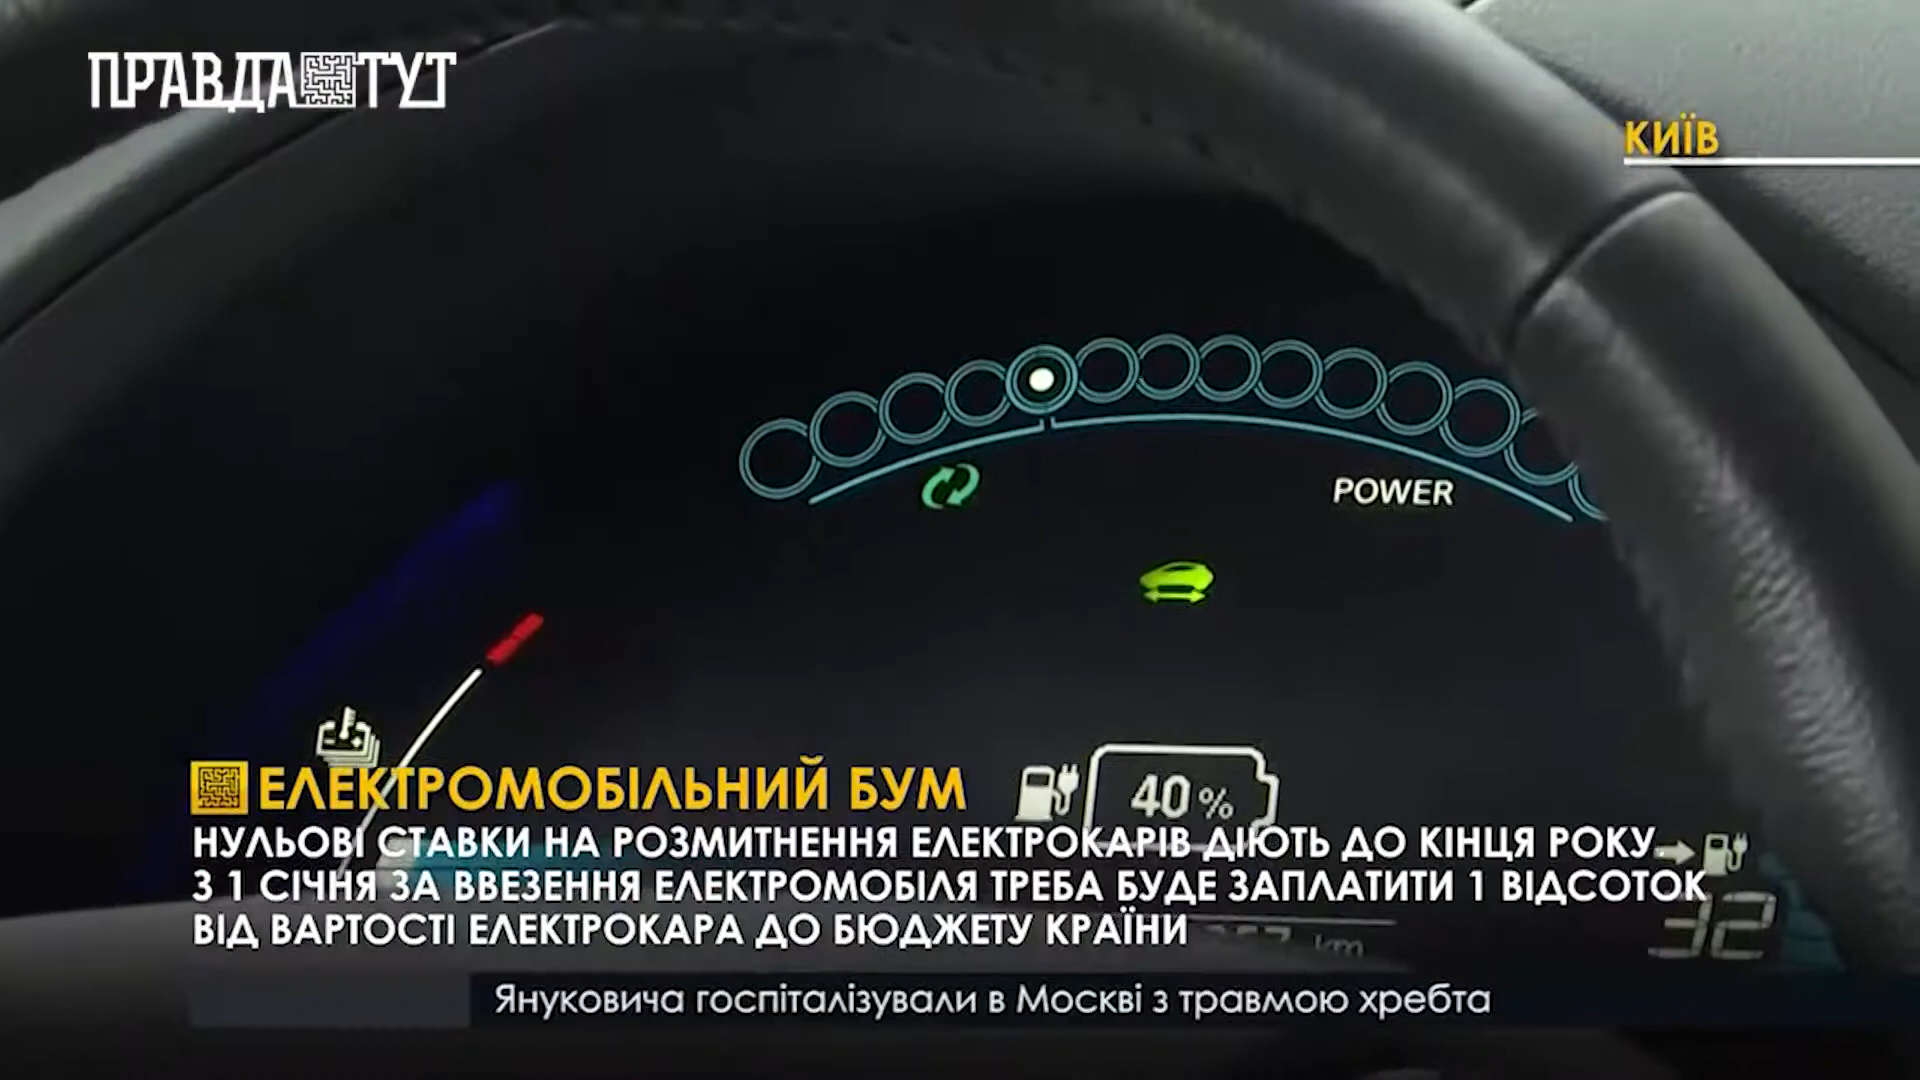 ПРАВДА ТУТ
КИЇВ
POWER
ЕЛЕКТРОМОБІЛЬНИЙ БУМ
40 %
НУЛЬОВІ СТАВКИ НА РОЗМИТНЕННЯ ЕЛЕКТРОКАРІВ ДІЮТЬ ДО КІНЦЯ РОКУ.
З 1 СІЧНЯ ЗА ВВЕЗЕННЯ ЕЛЕКТРОМОБІЛЯ ТРЕБА БУДЕ ЗАПЛАТИТИ 1 ВІДСОТОК
ВІД ВАРТОСТІ ЕЛЕКТРОКАРА ДО БЮДЖЕТУ КРАЇНИ
32
km
Януковича госпіталізували в Москві з травмою хребта